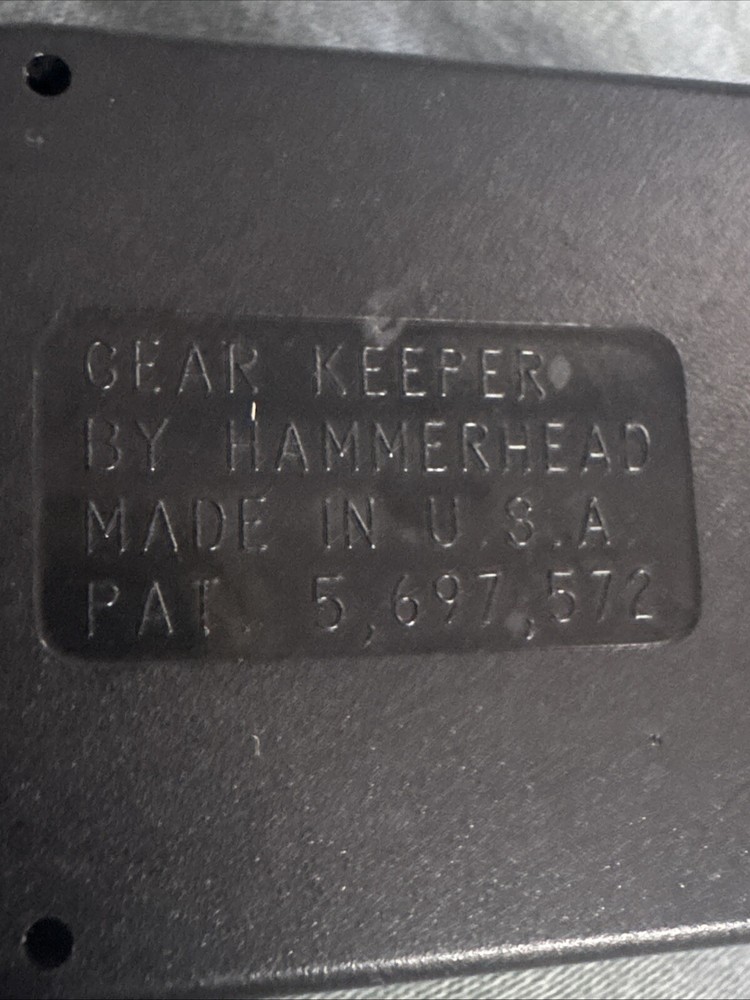 GEAR KEEPER
BY HAMMERHEAD
MADE IN U.S.A.
PAT. 5,697,572